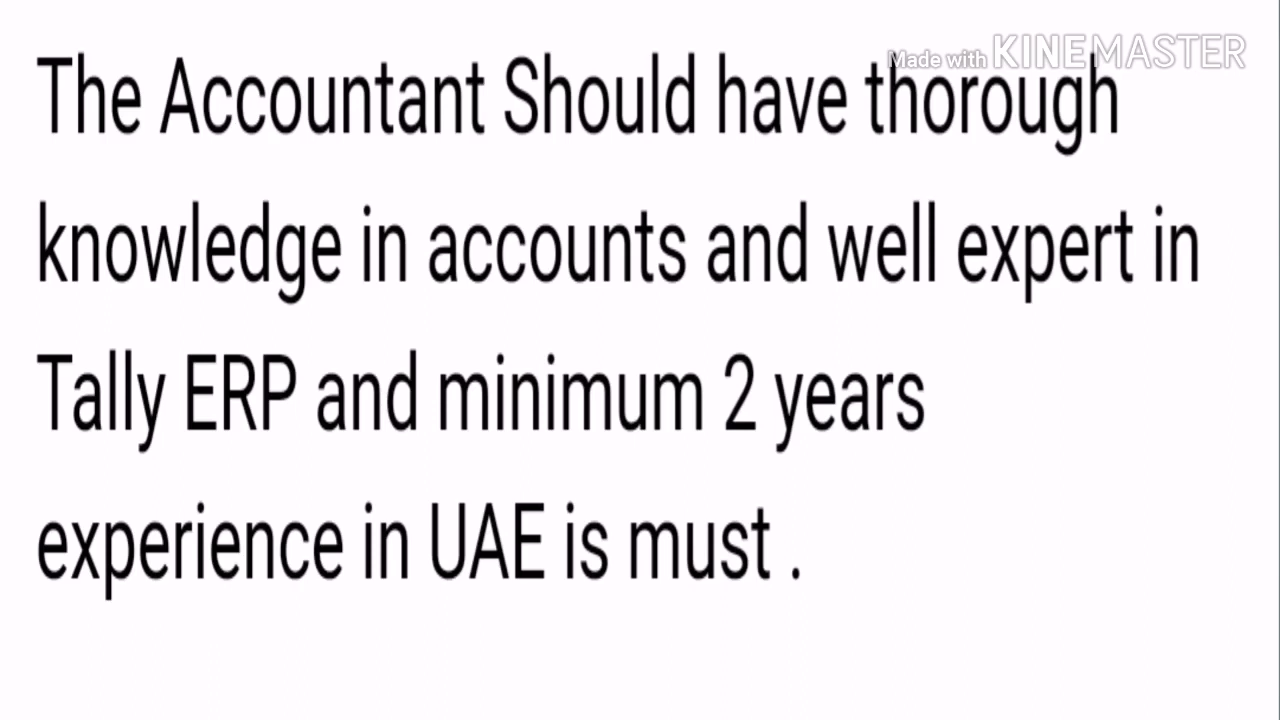 Made with KINEMASTER
The Accountant Should have thorough
knowledge in accounts and well expert in
Tally ERP and minimum 2 years
experience in UAE is must .